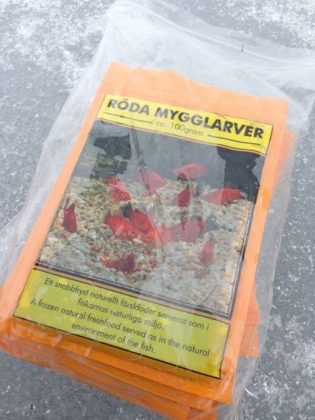 RÖDA MYGGLARVER
ca: 100gram
Ett snabbfryst naturellt färskfoder serverat som i
fiskarnas naturliga miljö.
A frozen natural freshfood served as in the natural
environment of the fish.